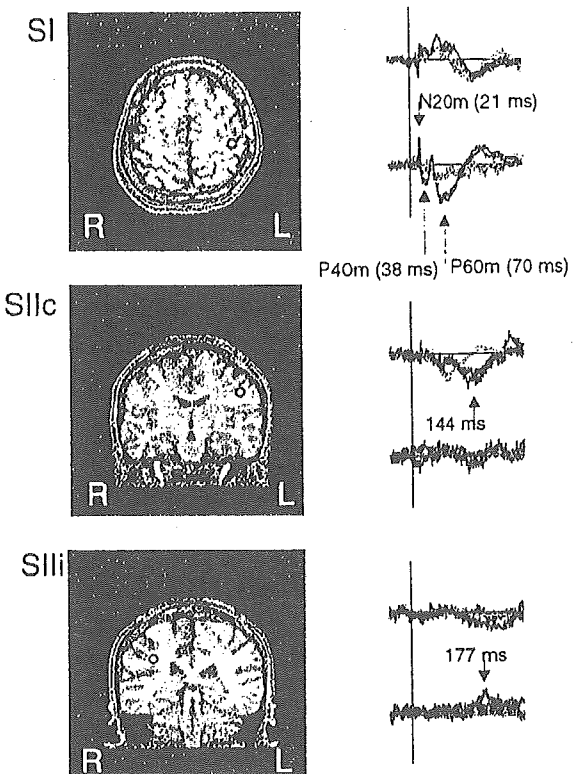 SI
N20m (21 ms)
R L
P40m (38 ms) P60m (70 ms)
SIIc
144 ms
R L
SIIi
177 ms
R L